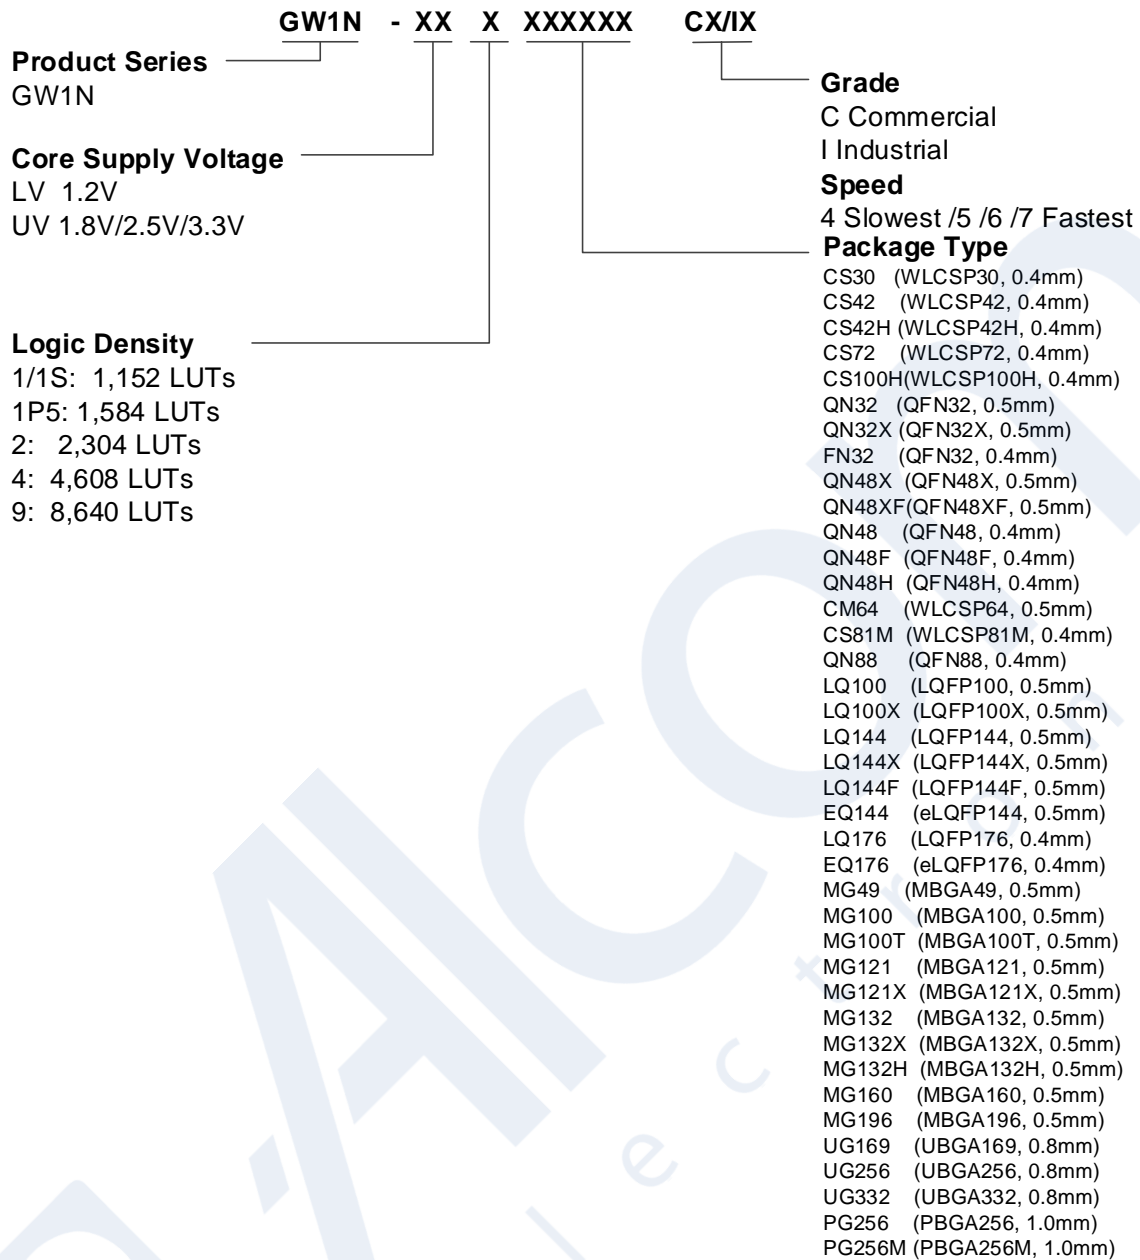 GW1N - XX X XXXXXX CX/IX
Product Series
GW1N
Core Supply Voltage
LV 1.2V
UV 1.8V/2.5V/3.3V
Logic Density
1/1S: 1,152 LUTs
1P5: 1,584 LUTs
2: 2,304 LUTs
4: 4,608 LUTs
9: 8,640 LUTs
Grade
C Commercial
I Industrial
Speed
4 Slowest /5 /6 /7 Fastest
Package Type
CS30 (WLCSP30, 0.4mm)
CS42 (WLCSP42, 0.4mm)
CS42H (WLCSP42H, 0.4mm)
CS72 (WLCSP72, 0.4mm)
CS100H(WLCSP100H, 0.4mm)
QN32 (QFN32, 0.5mm)
QN32X (QFN32X, 0.5mm)
FN32 (QFN32, 0.4mm)
QN48X (QFN48X, 0.5mm)
QN48XF(QFN48XF, 0.5mm)
QN48 (QFN48, 0.4mm)
QN48F (QFN48F, 0.4mm)
QN48H (QFN48H, 0.4mm)
CM64 (WLCSP64, 0.5mm)
CS81M (WLCSP81M, 0.4mm)
QN88 (QFN88, 0.4mm)
LQ100 (LQFP100, 0.5mm)
LQ100X (LQFP100X, 0.5mm)
LQ144 (LQFP144, 0.5mm)
LQ144X (LQFP144X, 0.5mm)
LQ144F (LQFP144F, 0.5mm)
EQ144 (eLQFP144, 0.5mm)
LQ176 (LQFP176, 0.4mm)
EQ176 (eLQFP176, 0.4mm)
MG49 (MBGA49, 0.5mm)
MG100 (MBGA100, 0.5mm)
MG100T (MBGA100T, 0.5mm)
MG121 (MBGA121, 0.5mm)
MG121X (MBGA121X, 0.5mm)
MG132 (MBGA132, 0.5mm)
MG132X (MBGA132X, 0.5mm)
MG132H (MBGA132H, 0.5mm)
MG160 (MBGA160, 0.5mm)
MG196 (MBGA196, 0.5mm)
UG169 (UBGA169, 0.8mm)
UG256 (UBGA256, 0.8mm)
UG332 (UBGA332, 0.8mm)
PG256 (PBGA256, 1.0mm)
PG256M (PBGA256M, 1.0mm)